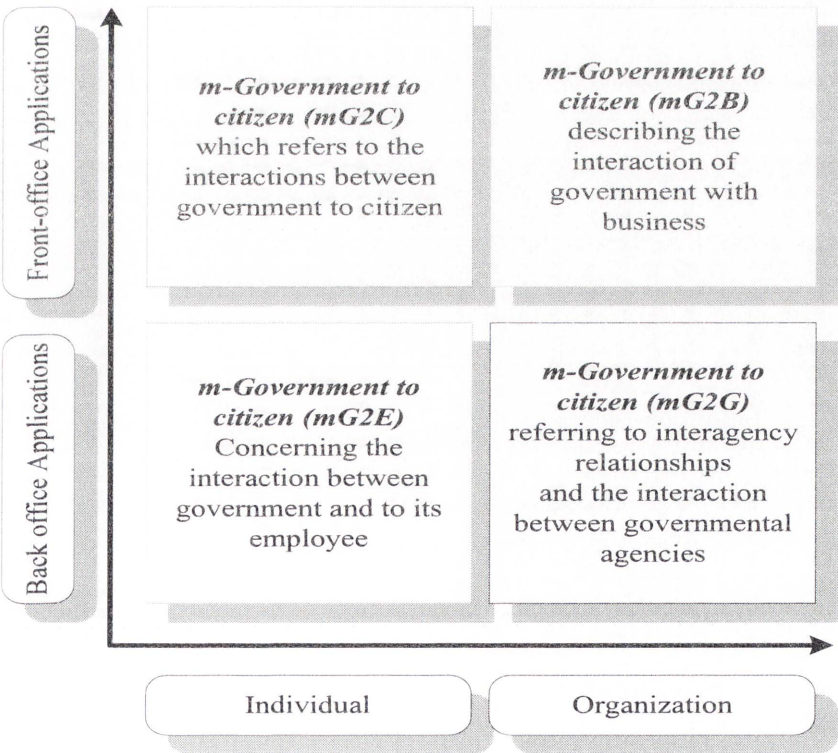 Front-office Applications
m-Government to
citizen (mG2C)
which refers to the
interactions between
government to citizen
m-Government to
citizen (mG2B)
describing the
interaction of
government with
business
Back office Applications
m-Government to
citizen (mG2E)
Concerning the
interaction between
government and to its
employee
m-Government to
citizen (mG2G)
referring to interagency
relationships
and the interaction
between governmental
agencies
Individual
Organization